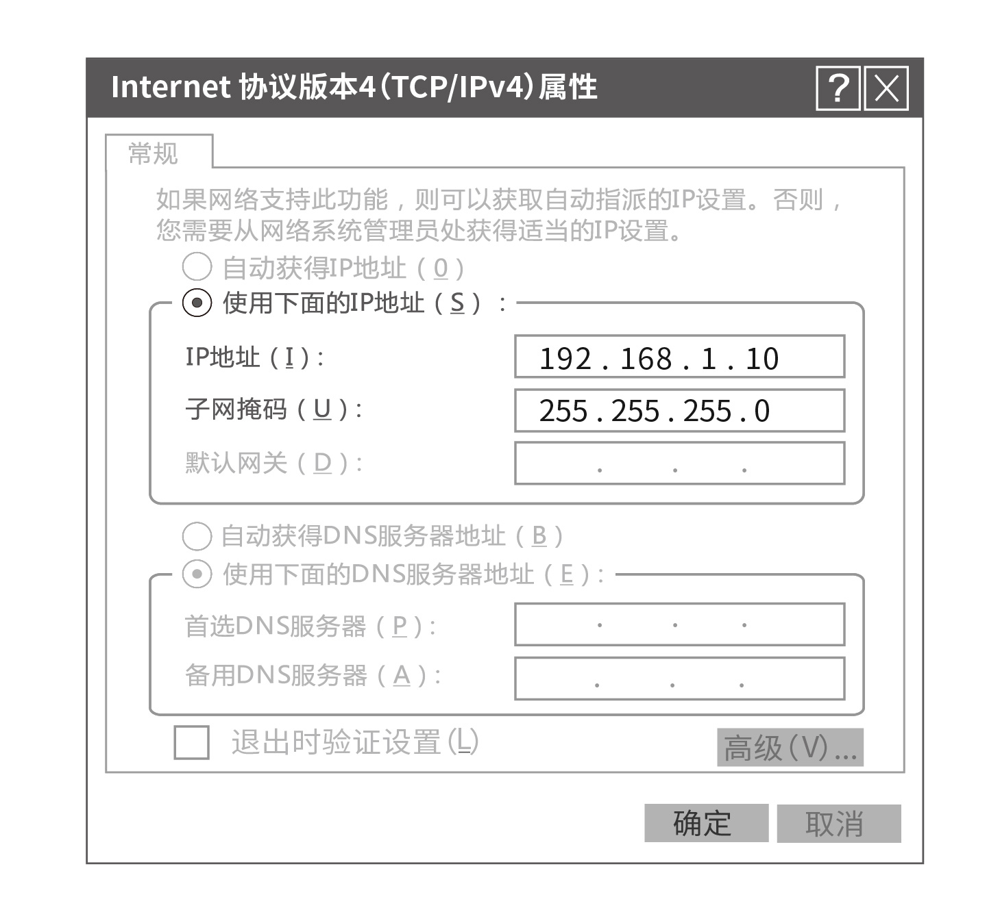 Internet 协议版本4（TCP/IPv4）属性 ? X
常规
如果网络支持此功能，则可以获取自动指派的IP设置。否则，
您需要从网络系统管理员处获得适当的IP设置。
自动获得IP地址（0）
使用下面的IP地址（S）：
IP地址（I）: 192 . 168 . 1 . 10
子网掩码（U）: 255 . 255 . 255 . 0
默认网关（D）: . . .
自动获得DNS服务器地址（B）
使用下面的DNS服务器地址（E）:
首选DNS服务器（P）: . . .
备用DNS服务器（A）: . . .
退出时验证设置(L) 高级（V）...
确定 取消